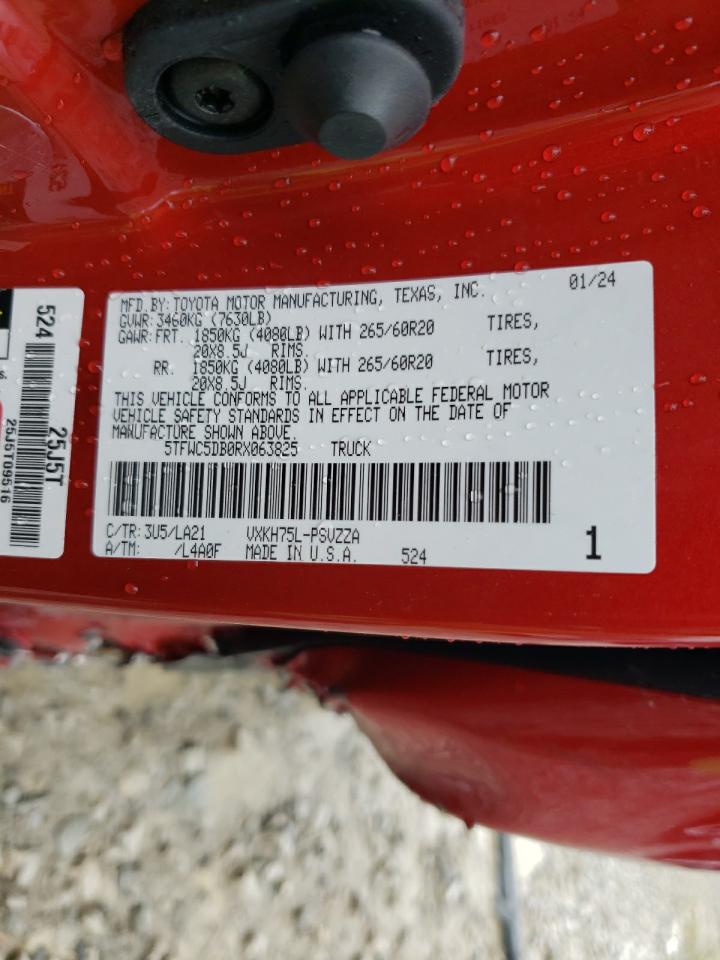 MFD.BY: TOYOTA MOTOR MANUFACTURING, TEXAS, INC. 01/24
GVWR: 3460KG (7630LB)
GAWR: FRT. 1850KG (4080LB) WITH 265/60R20 TIRES,
20X8.5J RIMS.
RR. 1850KG (4080LB) WITH 265/60R20 TIRES,
20X8.5J RIMS.
THIS VEHICLE CONFORMS TO ALL APPLICABLE FEDERAL MOTOR
VEHICLE SAFETY STANDARDS IN EFFECT ON THE DATE OF
MANUFACTURE SHOWN ABOVE.
5TFWC5DB0RX063825 TRUCK
C/TR: 3U5/LA21 VXKH75L-PSVZZA
A/TM: /L4A0F MADE IN U.S.A. 524
1
524
25J5T
25J5T09516
s.